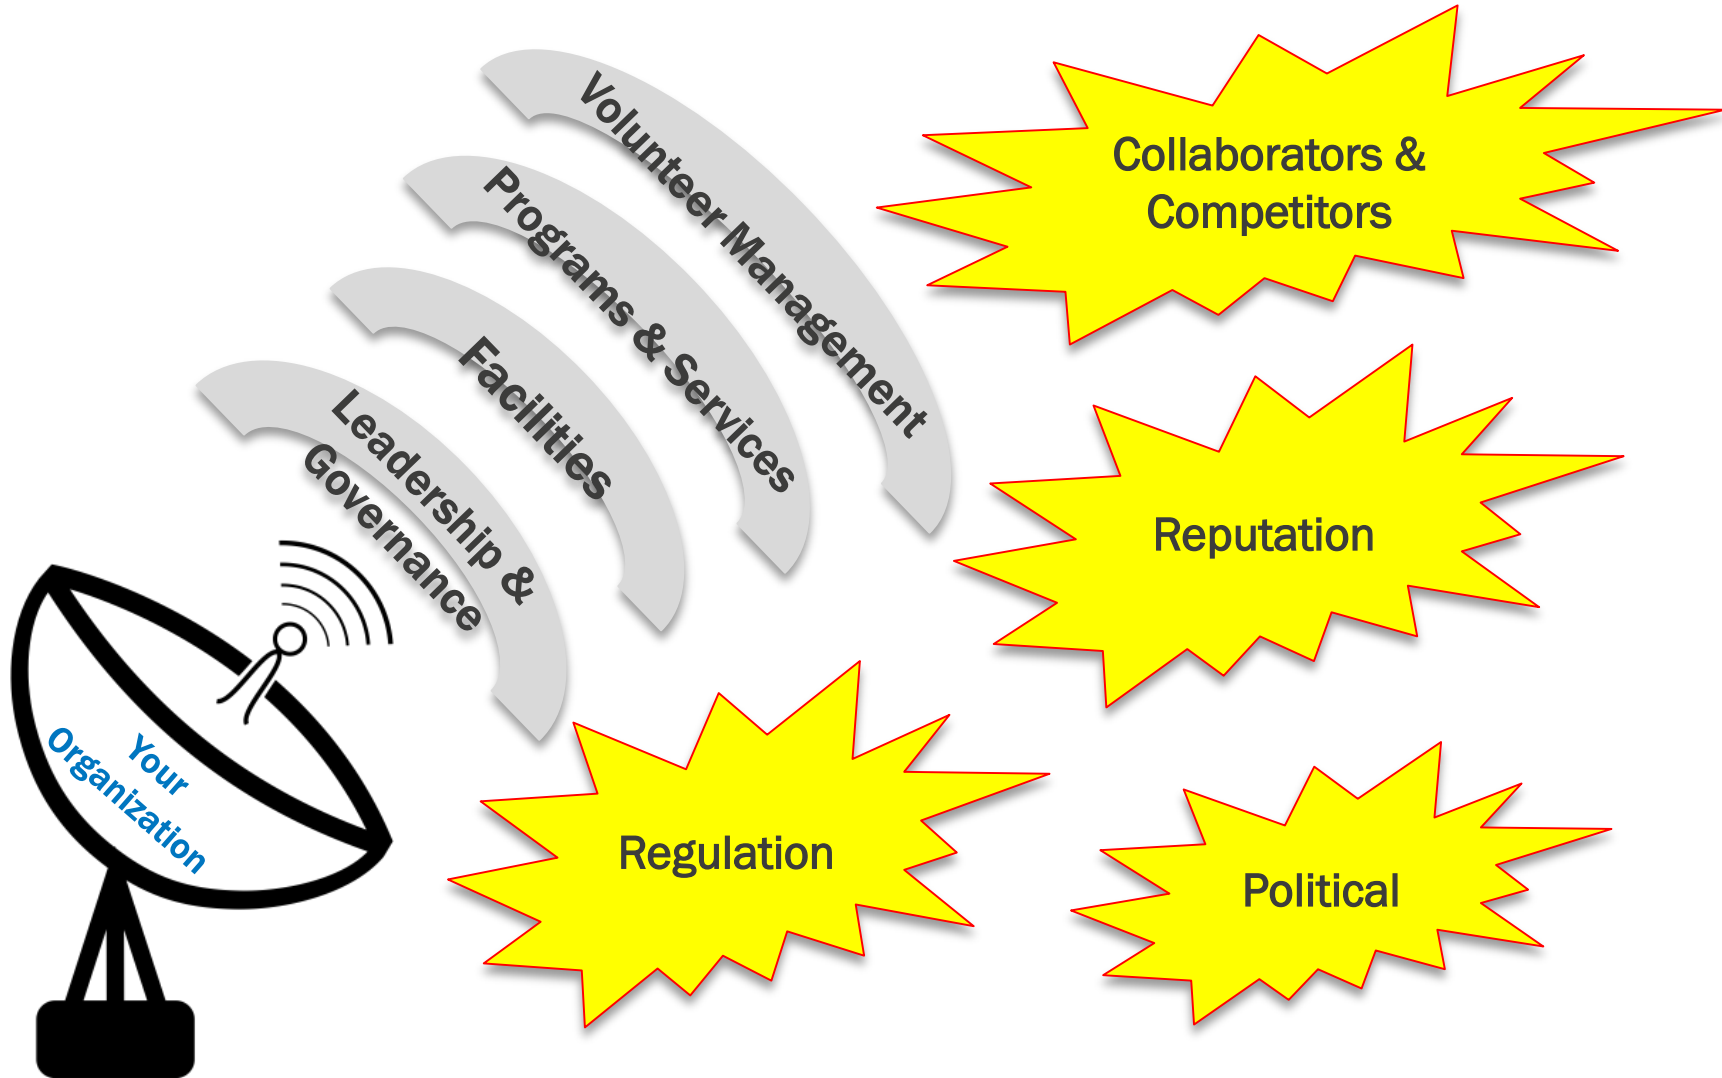 Volunteer Management
Programs & Services
Facilities
Leadership &
Governance
Your
Organization
Collaborators &
Competitors
Reputation
Regulation
Political